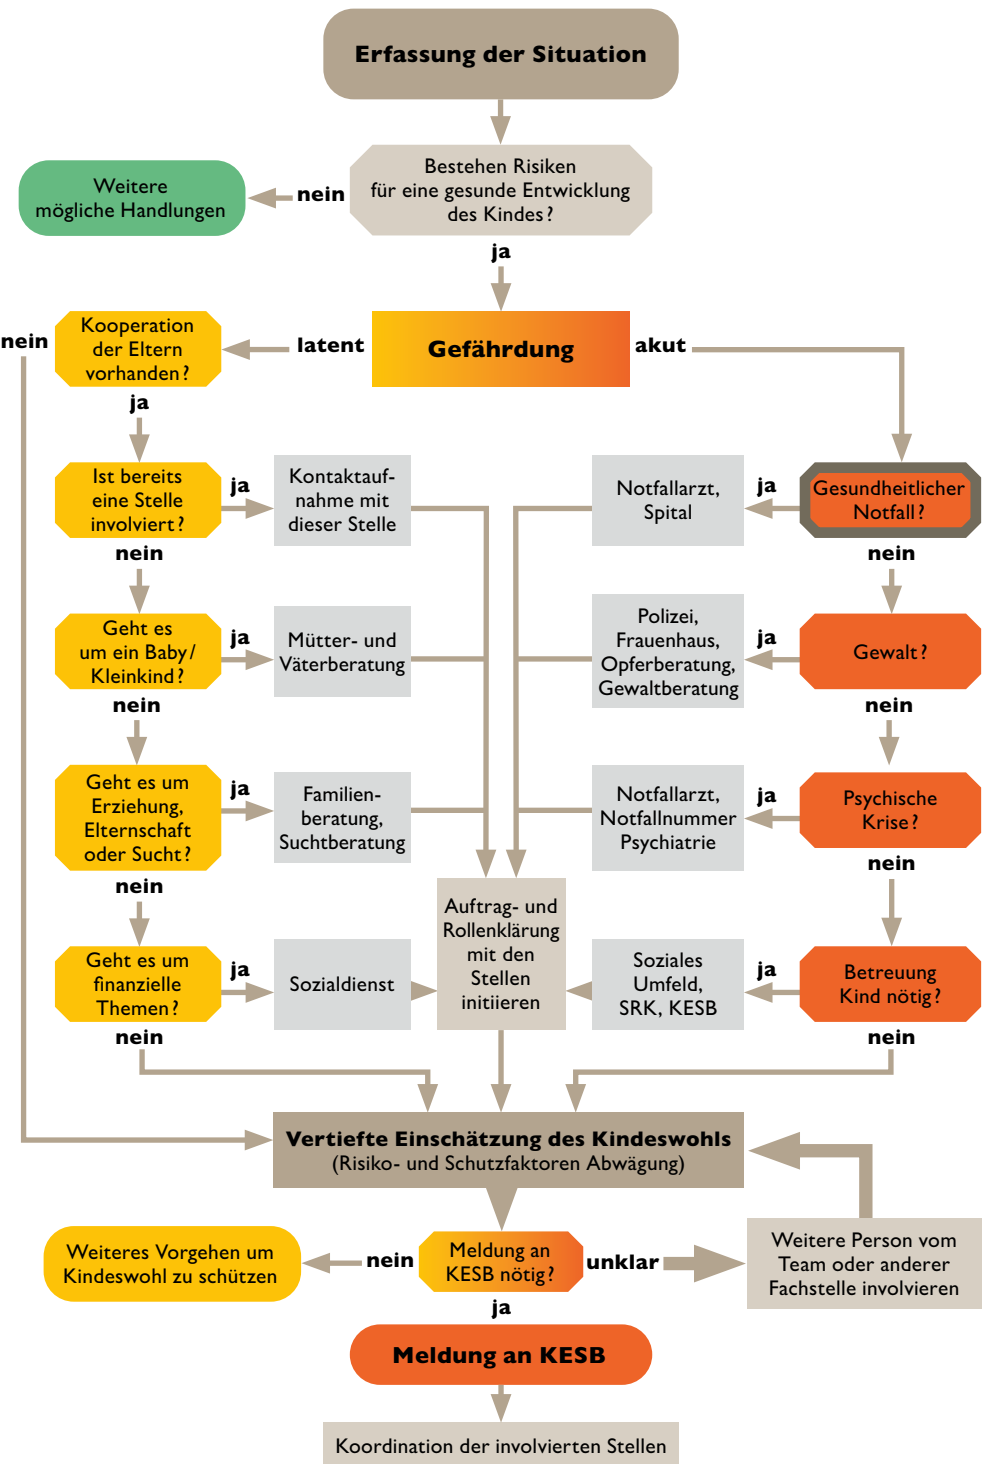 Erfassung der Situation
Bestehen Risiken
für eine gesunde Entwicklung
des Kindes?
nein
Weitere
mögliche Handlungen
ja
Gefährdung
latent
akut
Kooperation
der Eltern
vorhanden?
nein
ja
Ist bereits
eine Stelle
involviert?
ja
Kontaktauf-
nahme mit
dieser Stelle
nein
Geht es
um ein Baby/
Kleinkind?
ja
Mütter- und
Väterberatung
nein
Geht es um
Erziehung,
Elternschaft
oder Sucht?
ja
Familien-
beratung,
Suchtberatung
nein
Geht es um
finanzielle
Themen?
ja
Sozialdienst
nein
Gesundheitlicher
Notfall?
ja
Notfallarzt,
Spital
nein
Gewalt?
ja
Polizei,
Frauenhaus,
Opferberatung,
Gewaltberatung
nein
Psychische
Krise?
ja
Notfallarzt,
Notfallnummer
Psychiatrie
nein
Betreuung
Kind nötig?
ja
Soziales
Umfeld,
SRK, KESB
nein
Auftrag- und
Rollenklärung
mit den
Stellen
initiieren
Vertiefte Einschätzung des Kindeswohls
(Risiko- und Schutzfaktoren Abwägung)
Meldung an
KESB nötig?
nein
Weiteres Vorgehen um
Kindeswohl zu schützen
unklar
Weitere Person vom
Team oder anderer
Fachstelle involvieren
ja
Meldung an KESB
Koordination der involvierten Stellen